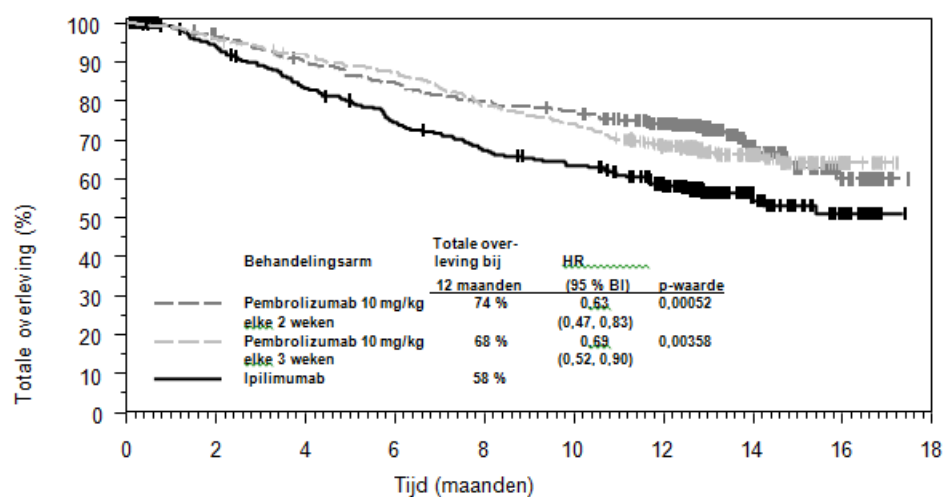 100
90
80
70
60
50
40
30
20
10
0
Totale overleving (%)
Totale over-
leving bij
12 maanden
Behandelingsarm
HR
(95 % BI)
p-waarde
Pembrolizumab 10 mg/kg
elke 2 weken
74 %
0,63
(0,47, 0,83)
0,00052
Pembrolizumab 10 mg/kg
elke 3 weken
68 %
0,69
(0,52, 0,90)
0,00358
Ipilimumab
58 %
0 2 4 6 8 10 12 14 16 18
Tijd (maanden)